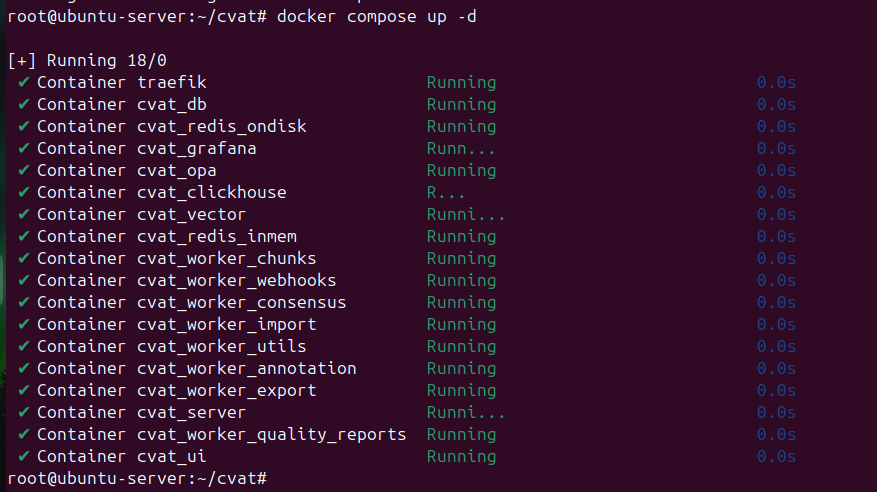 root@ubuntu-server:~/cvat# docker compose up -d
[+] Running 18/0
✔ Container traefik Running 0.0s
✔ Container cvat_db Running 0.0s
✔ Container cvat_redis_ondisk Running 0.0s
✔ Container cvat_grafana Runn... 0.0s
✔ Container cvat_opa Running 0.0s
✔ Container cvat_clickhouse R... 0.0s
✔ Container cvat_vector Runni... 0.0s
✔ Container cvat_redis_inmem Running 0.0s
✔ Container cvat_worker_chunks Running 0.0s
✔ Container cvat_worker_webhooks Running 0.0s
✔ Container cvat_worker_consensus Running 0.0s
✔ Container cvat_worker_import Running 0.0s
✔ Container cvat_worker_utils Running 0.0s
✔ Container cvat_worker_annotation Running 0.0s
✔ Container cvat_worker_export Running 0.0s
✔ Container cvat_server Runni... 0.0s
✔ Container cvat_worker_quality_reports Running 0.0s
✔ Container cvat_ui Running 0.0s
root@ubuntu-server:~/cvat#